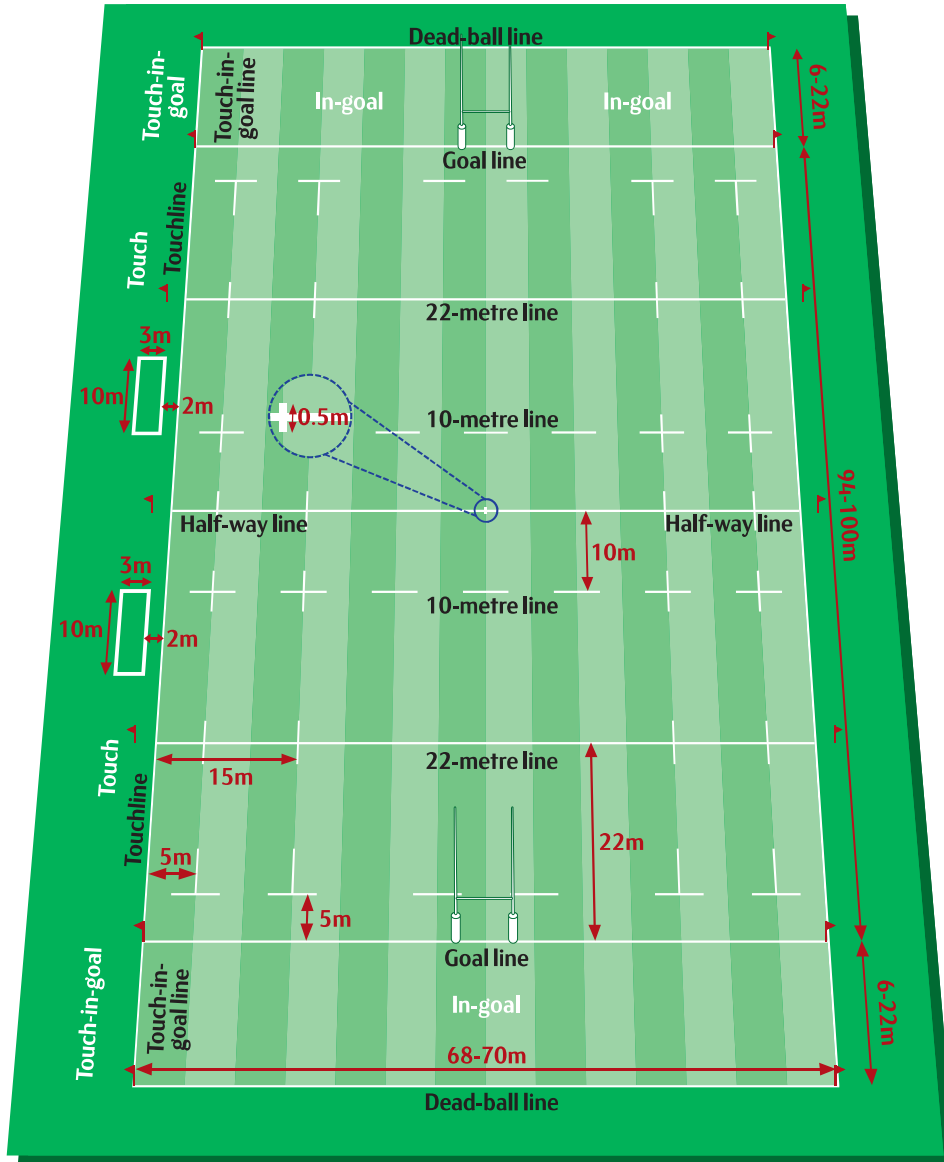 Dead-ball line
Touch-in-
goal
Touch-in-
goal line
In-goal
In-goal
6-22m
Goal line
Touchline
Touch
22-metre line
3m
10m
2m
0.5m
10-metre line
94-100m
Half-way line
Half-way line
10m
3m
10m
2m
10-metre line
Touch
15m
22-metre line
Touchline
22m
5m
5m
Goal line
Touch-in-goal
Touch-in-
goal line
In-goal
6-22m
68-70m
Dead-ball line